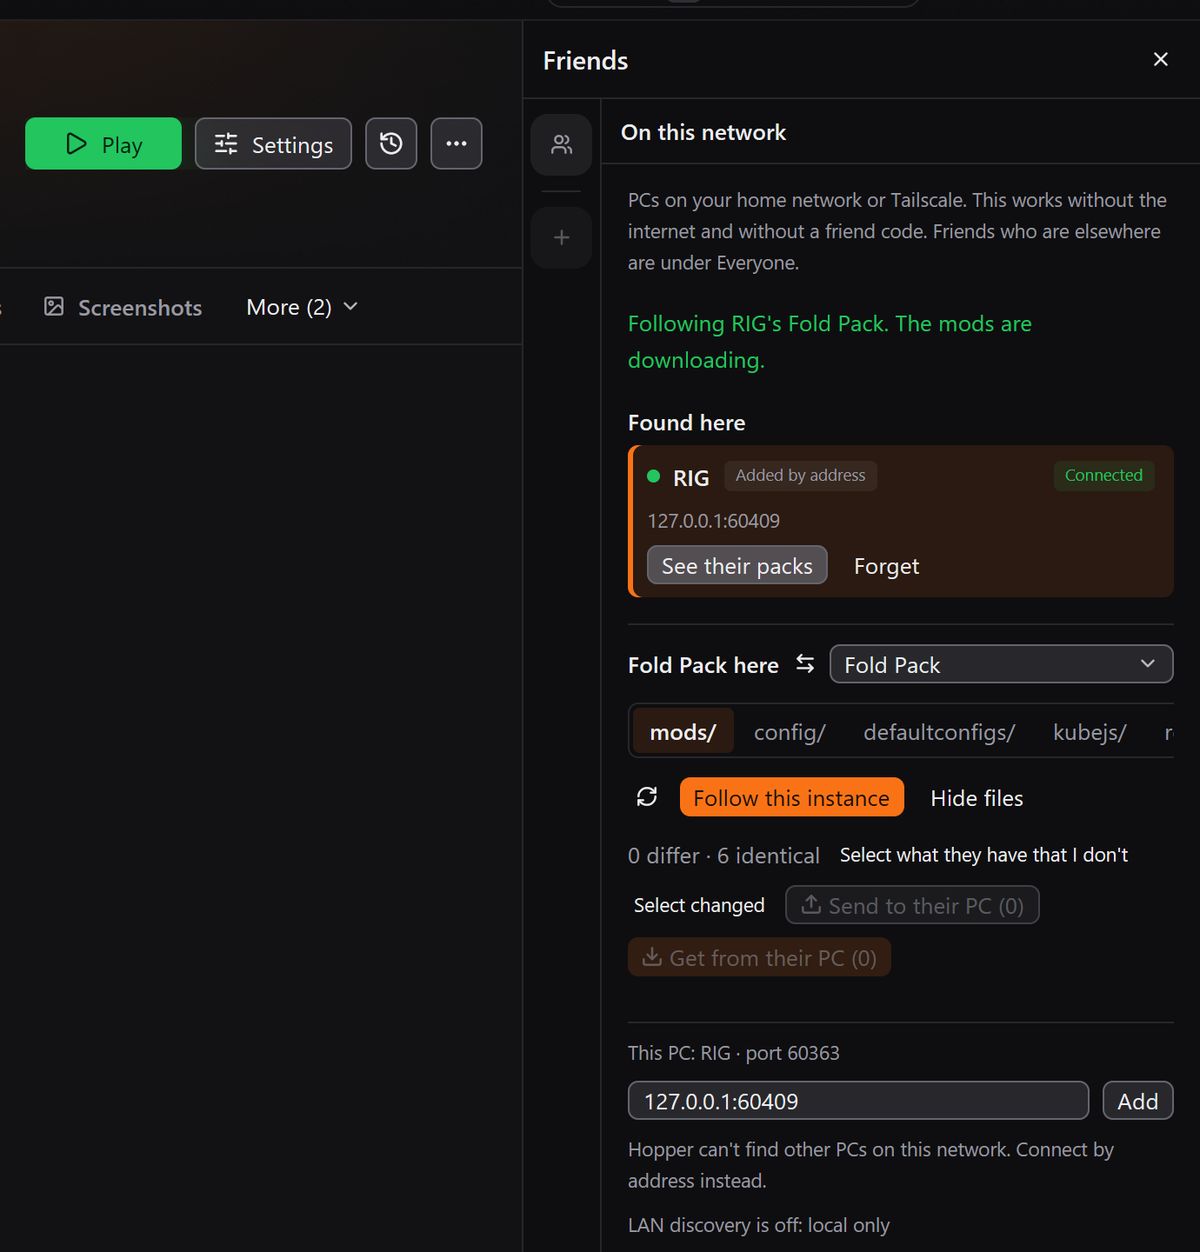 Friends
Play
Settings
On this network
PCs on your home network or Tailscale. This works without the
internet and without a friend code. Friends who are elsewhere
are under Everyone.
Screenshots
More (2)
Following RIG's Fold Pack. The mods are
downloading.
Found here
RIG
Added by address
Connected
127.0.0.1:60409
See their packs
Forget
Fold Pack here
Fold Pack
mods/
config/
defaultconfigs/
kubejs/
Follow this instance
Hide files
0 differ · 6 identical
Select what they have that I don't
Select changed
Send to their PC (0)
Get from their PC (0)
This PC: RIG · port 60363
127.0.0.1:60409
Add
Hopper can't find other PCs on this network. Connect by
address instead.
LAN discovery is off: local only